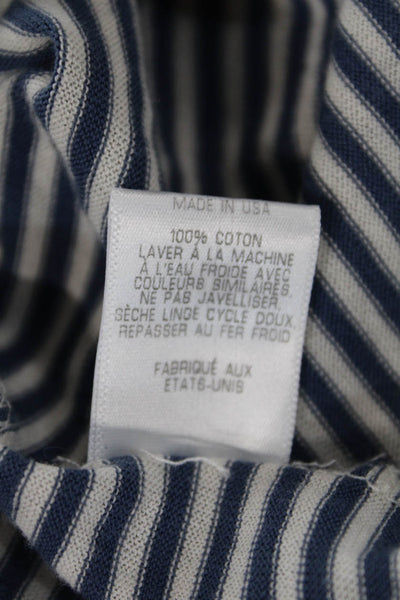 MADE IN USA
100% COTON
LAVER À LA MACHINE
À L'EAU FROIDE AVEC
COULEURS SIMILAIRES.
NE PAS JAVELLISER.
SÈCHE LINGE CYCLE DOUX.
REPASSER AU FER FROID
FABRIQUÉ AUX
ETATS-UNIS